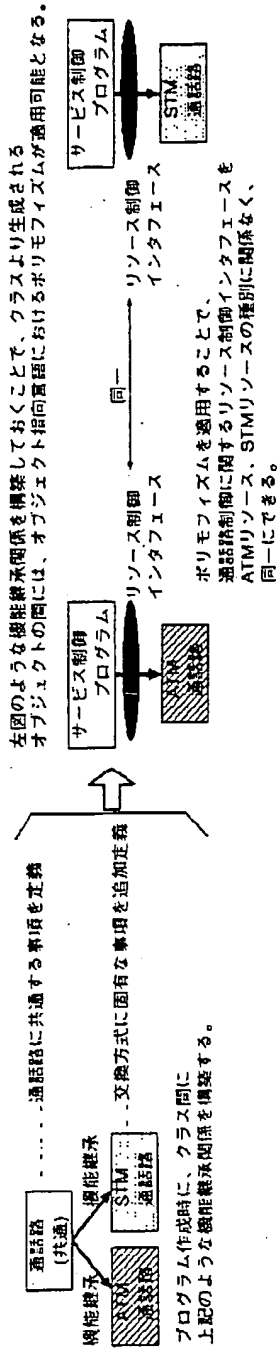 通話路
(共通)
‥‥通話路に共通する事項を定義
機能継承
機能継承
ATM
通話路
STM
通話路
‥‥交換方式に固有な事項を追加定義
プログラム作成時に、クラス間に
上記のような機能継承関係を構築する。
左図のような機能継承関係を構築しておくことで、クラスより生成される
オブジェクトの間には、オブジェクト指向言語におけるポリモフィズムが適用可能となる。
サービス制御
プログラム
リソース制御
インタフェース
ATM
通話路
同一
サービス制御
プログラム
リソース制御
インタフェース
STM
通話路
ポリモフィズムを適用することで、
通話路制御に関するリソース制御インタフェースを
ATMリソース、STMリソースの種別に関係なく、
同一にできる。